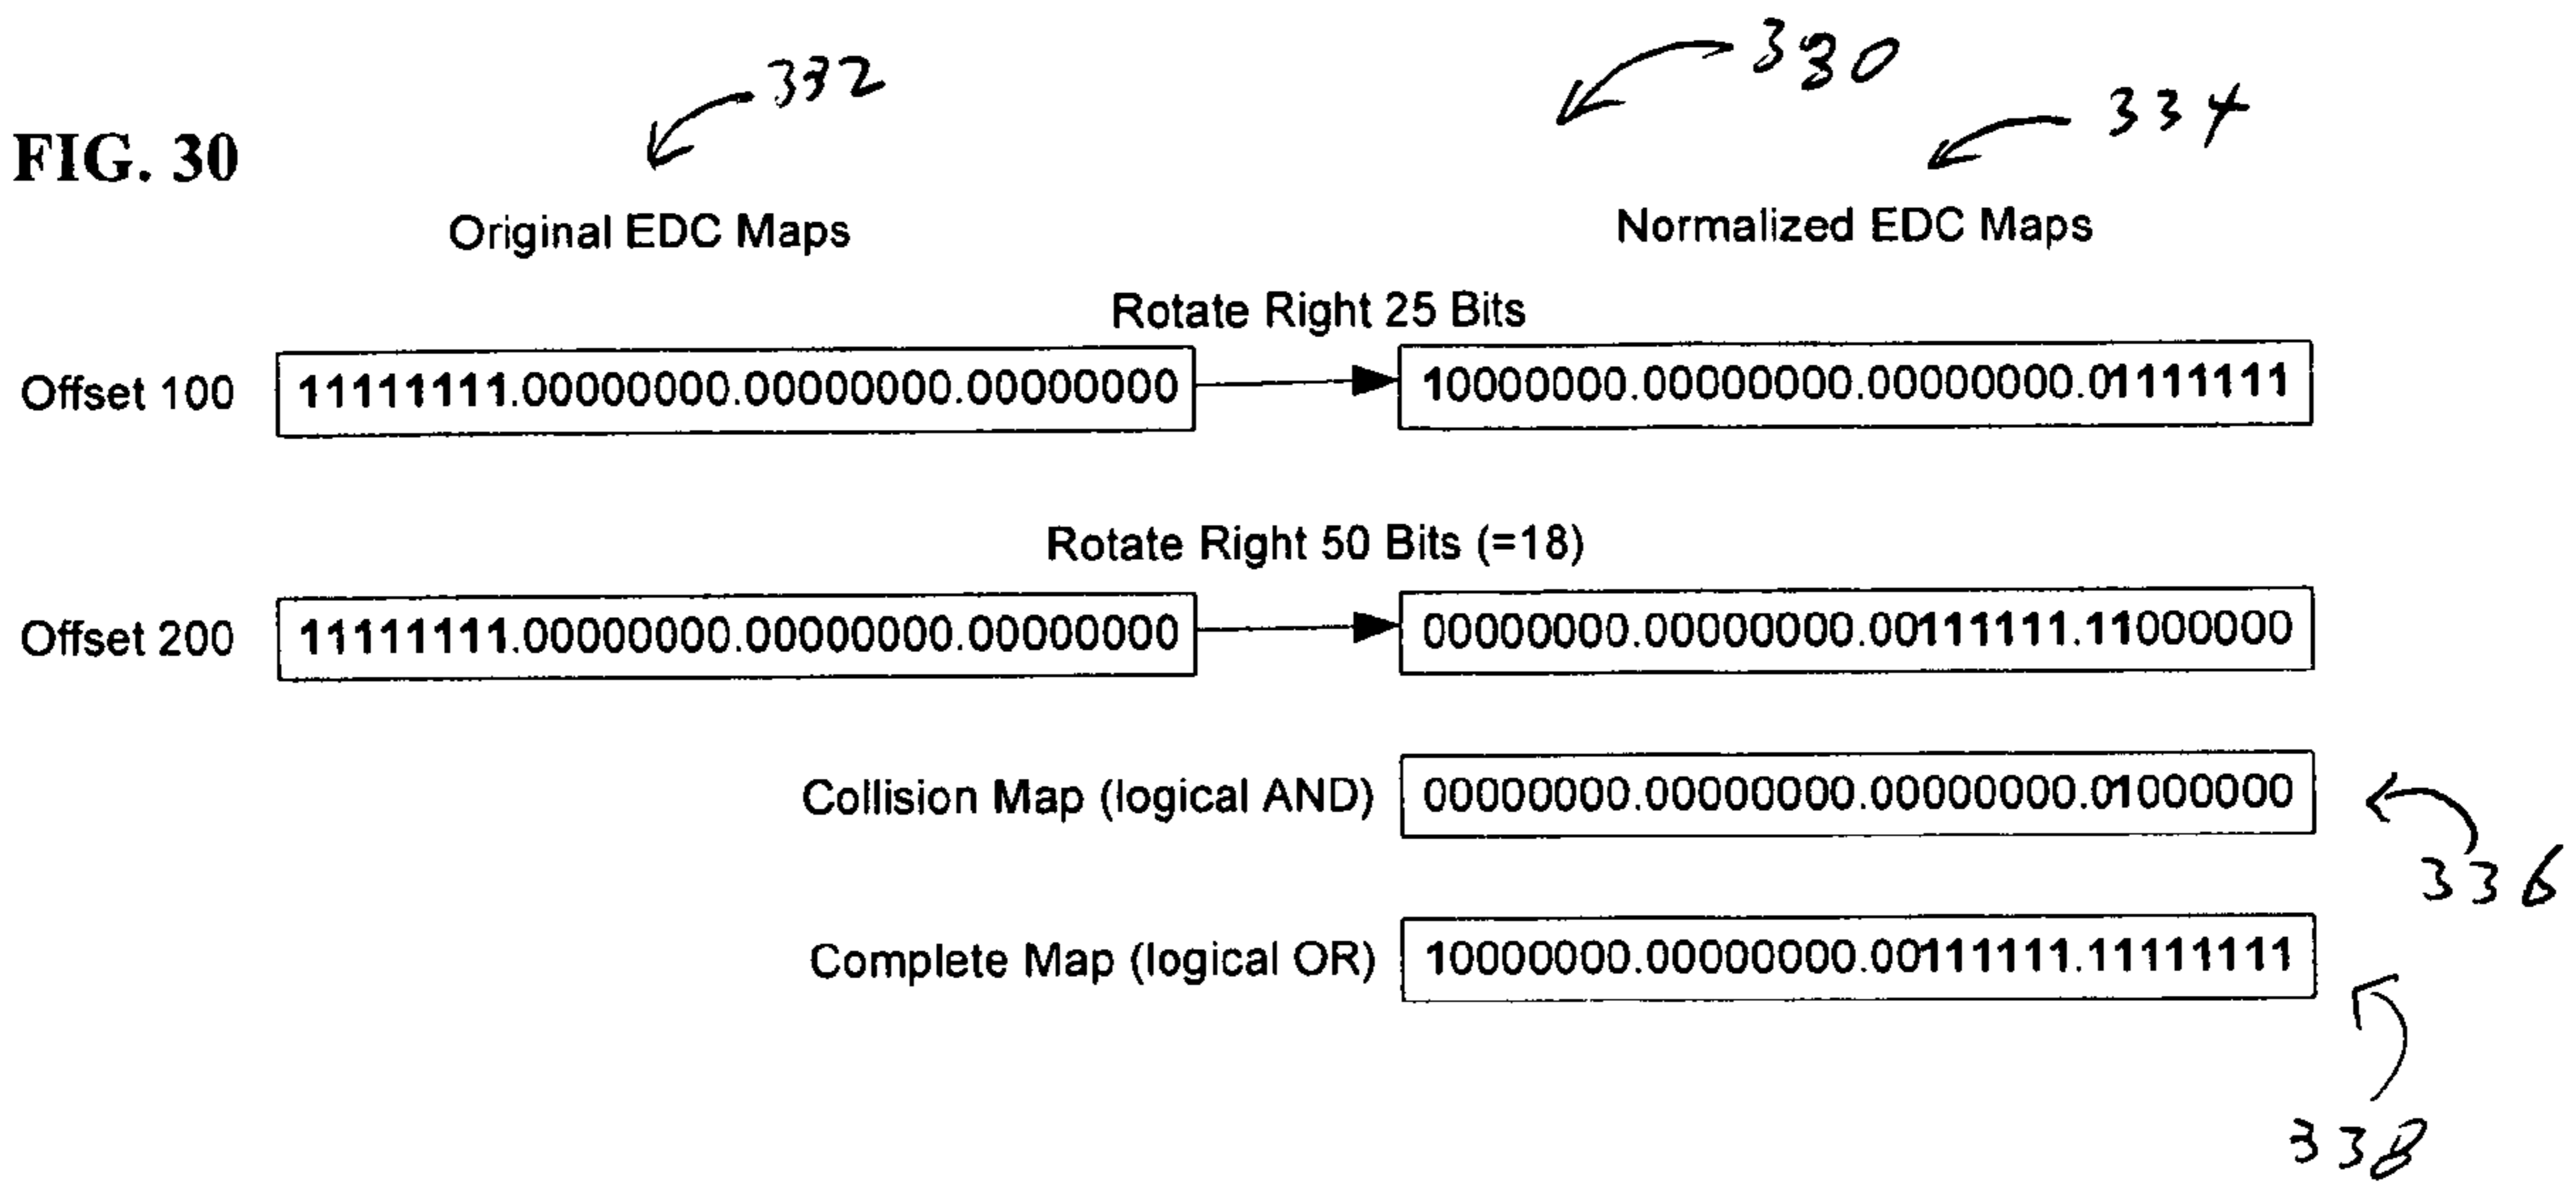 332
330
334
FIG. 30
Original EDC Maps
Normalized EDC Maps
Rotate Right 25 Bits
Offset 100 11111111.00000000.00000000.00000000 10000000.00000000.00000000.01111111
Rotate Right 50 Bits (=18)
Offset 200 11111111.00000000.00000000.00000000 00000000.00000000.00111111.11000000
Collision Map (logical AND) 00000000.00000000.00000000.01000000
336
Complete Map (logical OR) 10000000.00000000.00111111.11111111
338